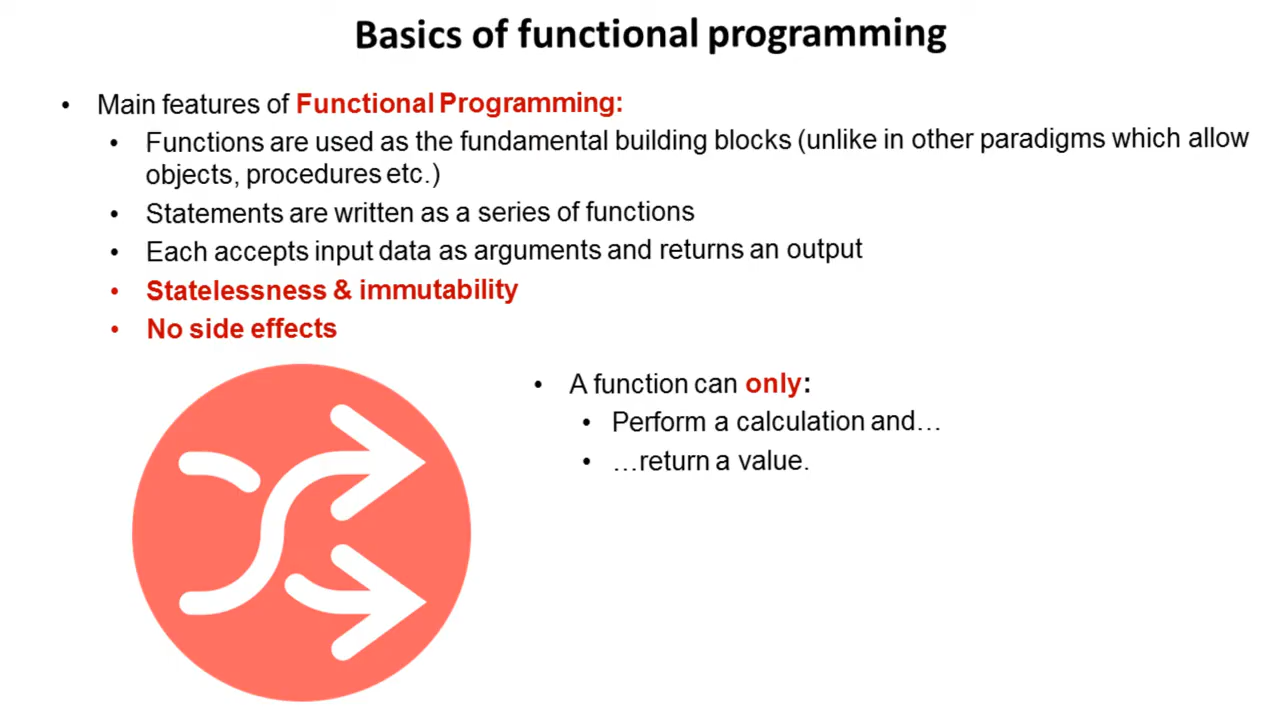 Basics of functional programming
• Main features of Functional Programming:
• Functions are used as the fundamental building blocks (unlike in other paradigms which allow
objects, procedures etc.)
• Statements are written as a series of functions
• Each accepts input data as arguments and returns an output
• Statelessness & immutability
• No side effects
• A function can only:
• Perform a calculation and…
• …return a value.